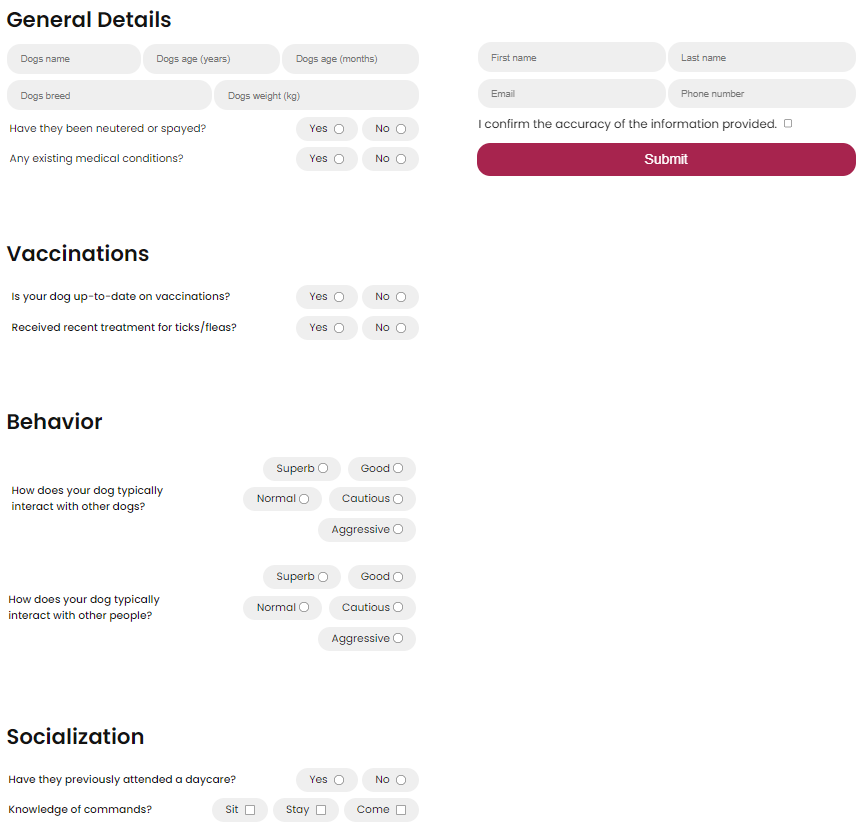 General Details
Dogs name Dogs age (years) Dogs age (months)
Dogs breed Dogs weight (kg)
Have they been neutered or spayed? Yes No
Any existing medical conditions? Yes No
First name Last name
Email Phone number
I confirm the accuracy of the information provided.
Submit
Vaccinations
Is your dog up-to-date on vaccinations? Yes No
Received recent treatment for ticks/fleas? Yes No
Behavior
How does your dog typically
interact with other dogs?
Superb Good
Normal Cautious
Aggressive
How does your dog typically
interact with other people?
Superb Good
Normal Cautious
Aggressive
Socialization
Have they previously attended a daycare? Yes No
Knowledge of commands? Sit Stay Come